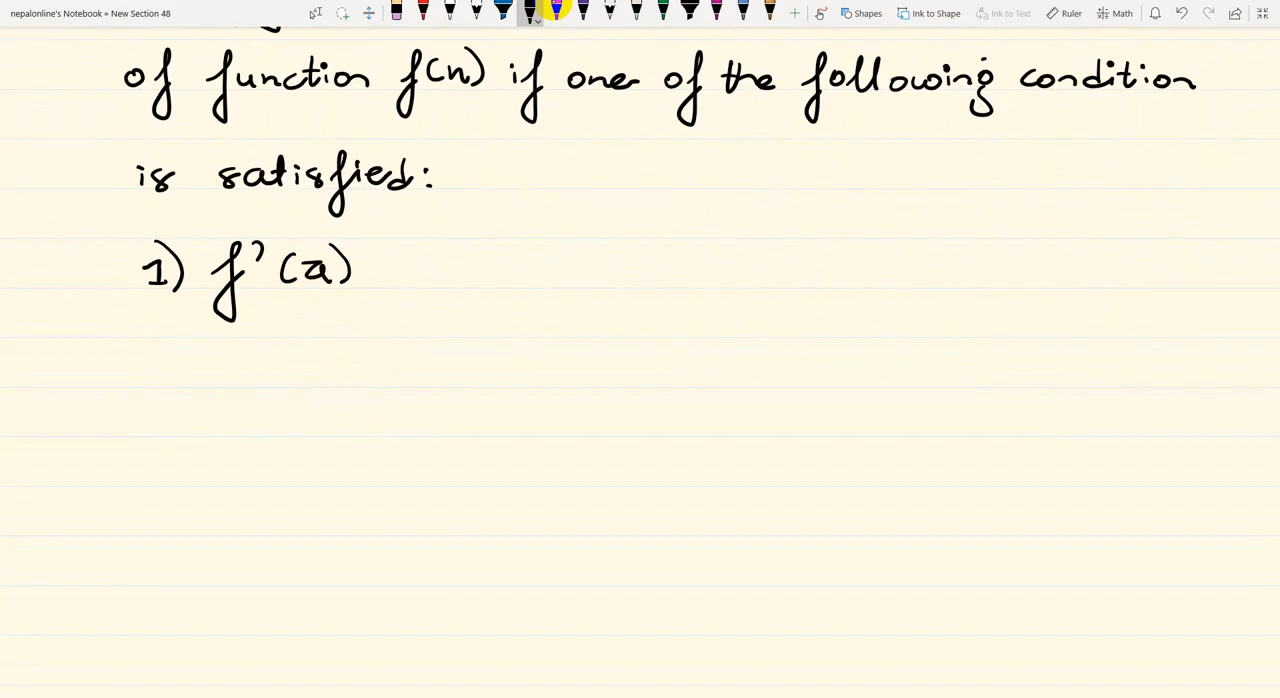 nepalonline's Notebook » New Section 48 Shapes Ink to Shape Ink to Text Ruler Math
of function f(n) if one of the following condition
is satisfied:
1) f'(a)